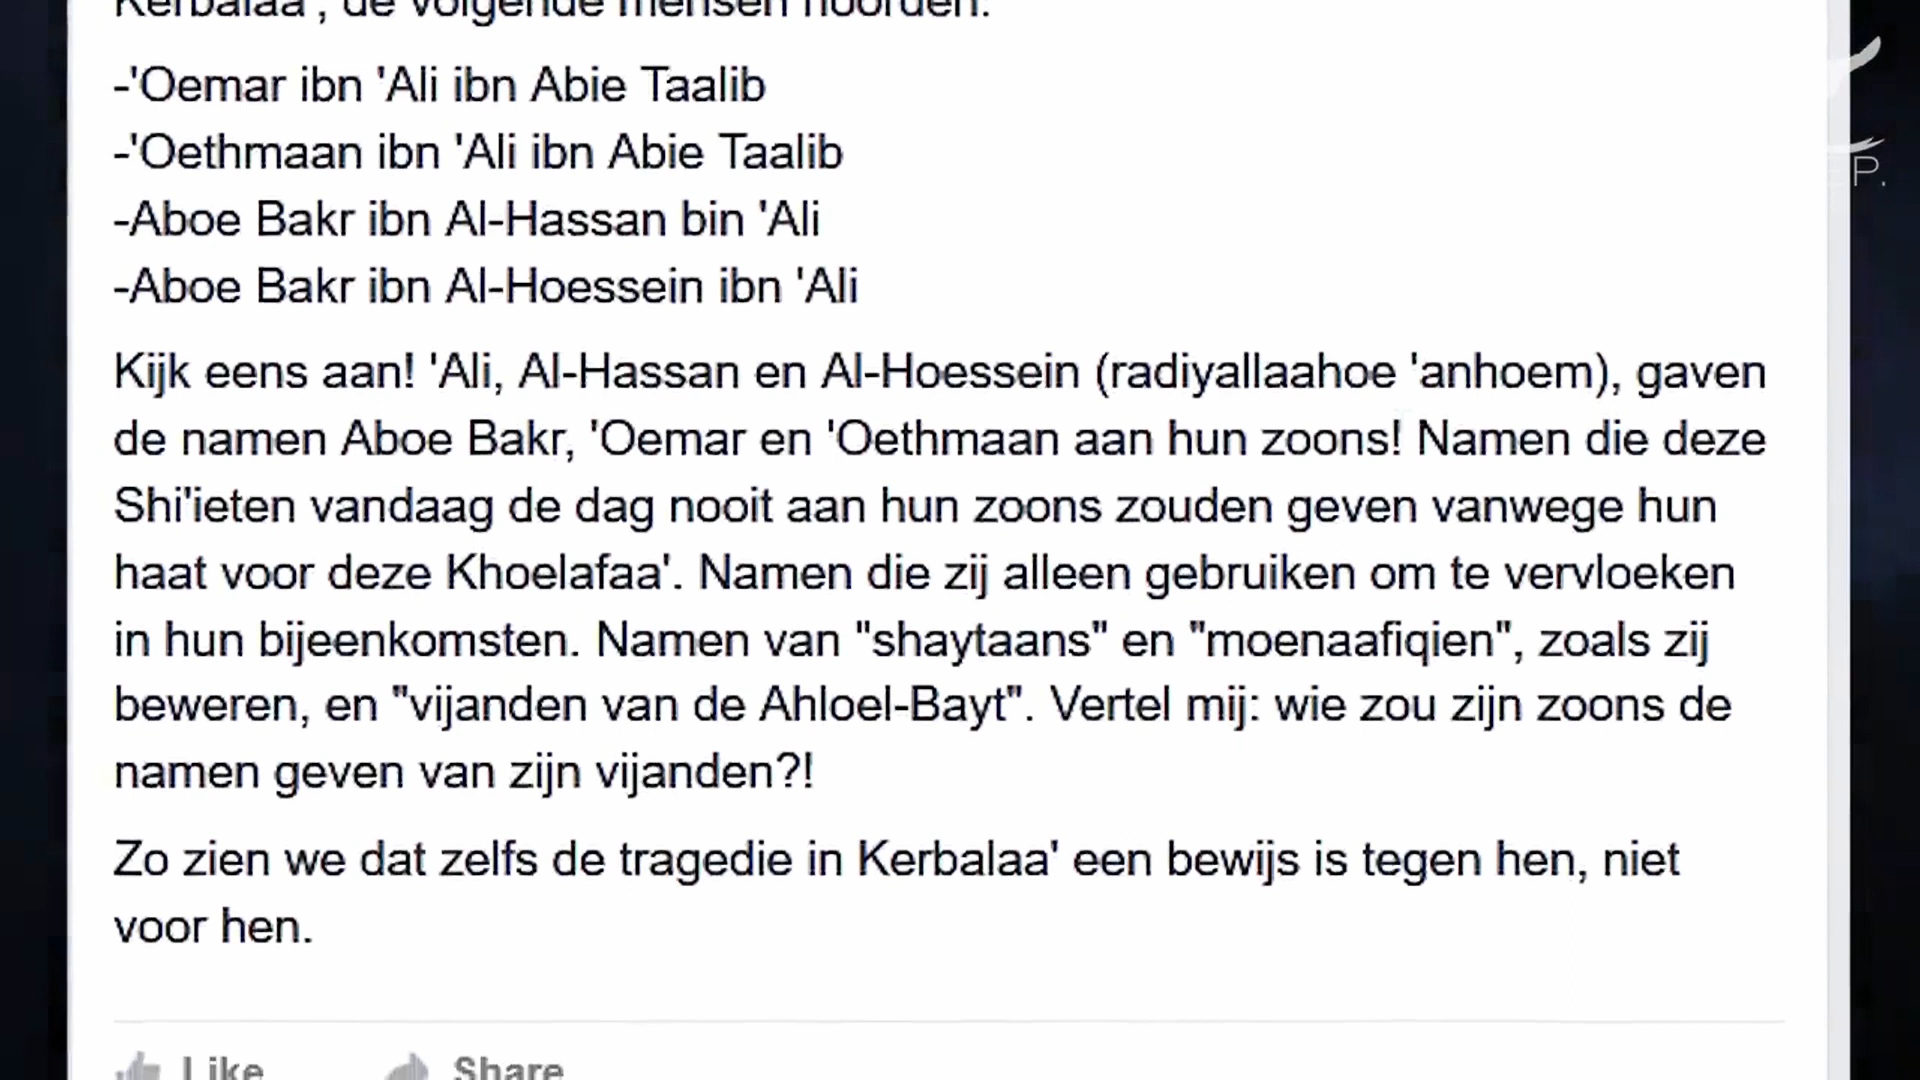 Kerbalaa', de volgende mensen hoorden:
-'Oemar ibn 'Ali ibn Abie Taalib
-'Oethmaan ibn 'Ali ibn Abie Taalib
-Aboe Bakr ibn Al-Hassan bin 'Ali
-Aboe Bakr ibn Al-Hoessein ibn 'Ali
Kijk eens aan! 'Ali, Al-Hassan en Al-Hoessein (radiyallaahoe 'anhoem), gaven
de namen Aboe Bakr, 'Oemar en 'Oethmaan aan hun zoons! Namen die deze
Shi'ieten vandaag de dag nooit aan hun zoons zouden geven vanwege hun
haat voor deze Khoelafaa'. Namen die zij alleen gebruiken om te vervloeken
in hun bijeenkomsten. Namen van "shaytaans" en "moenaafiqien", zoals zij
beweren, en "vijanden van de Ahloel-Bayt". Vertel mij: wie zou zijn zoons de
namen geven van zijn vijanden?!
Zo zien we dat zelfs de tragedie in Kerbalaa' een bewijs is tegen hen, niet
voor hen.
Like Share